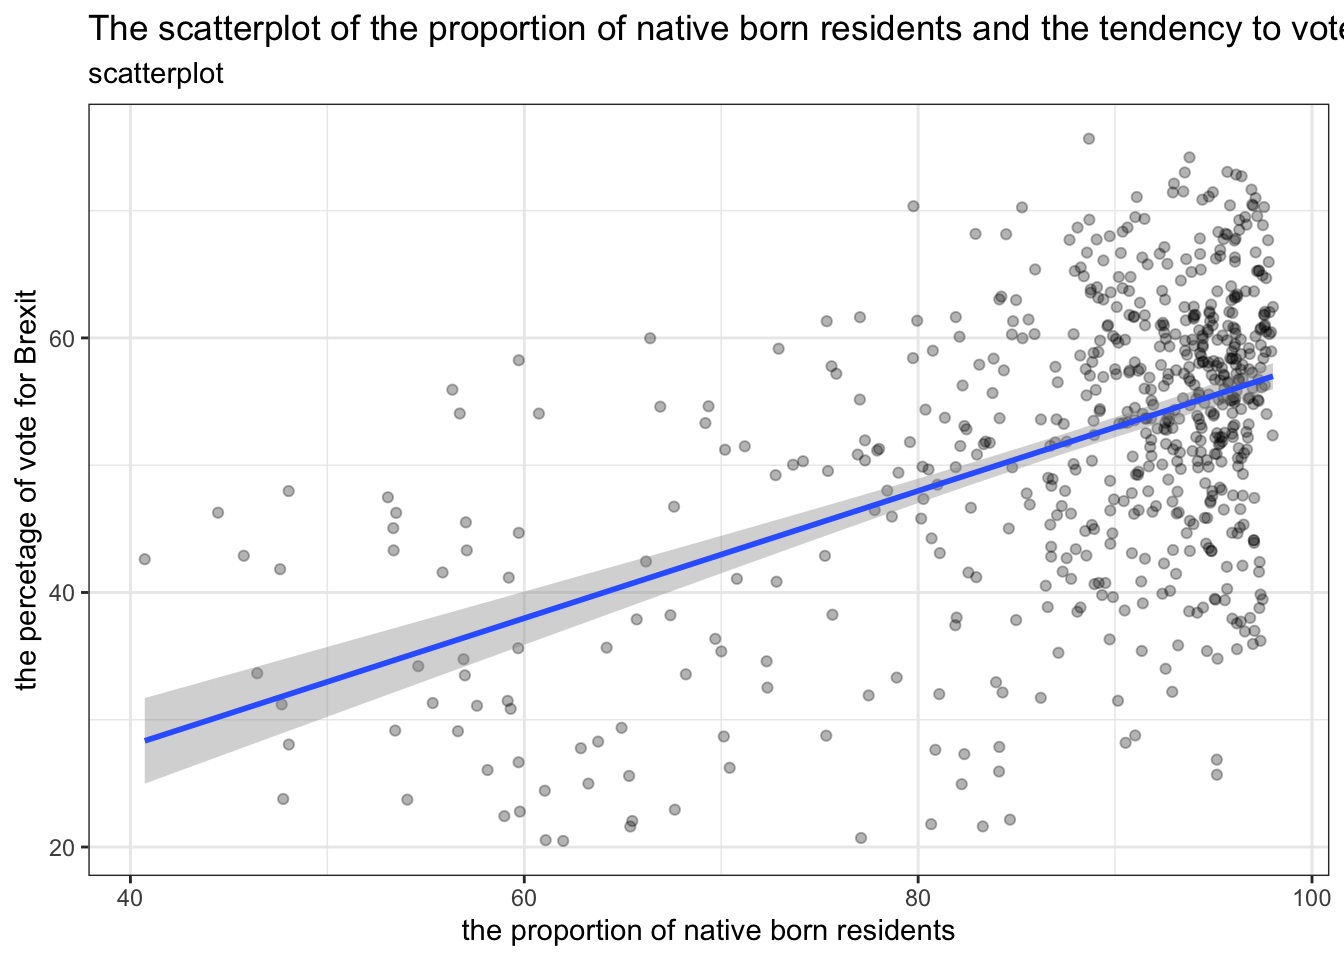 The scatterplot of the proportion of native born residents and the tendency to vote
scatterplot
the percetage of vote for Brexit
60
40
20
40 60 80 100
the proportion of native born residents